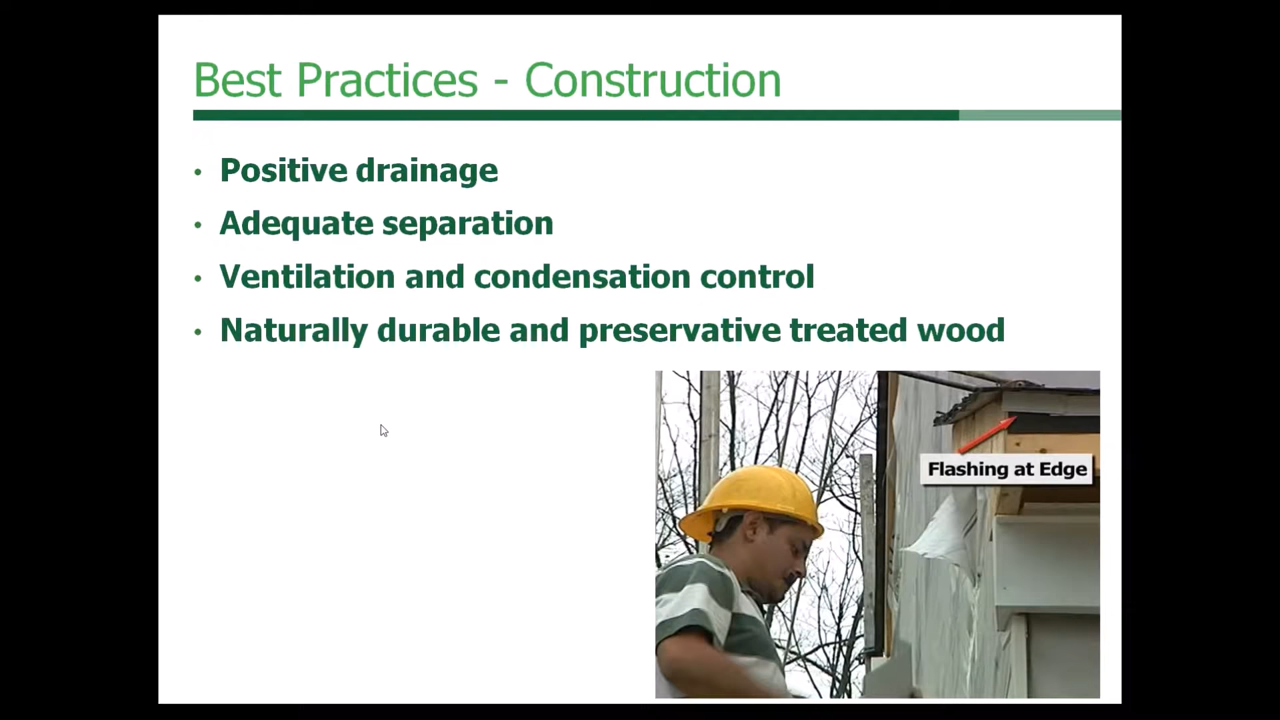 Best Practices - Construction
• Positive drainage
• Adequate separation
• Ventilation and condensation control
• Naturally durable and preservative treated wood
Flashing at Edge